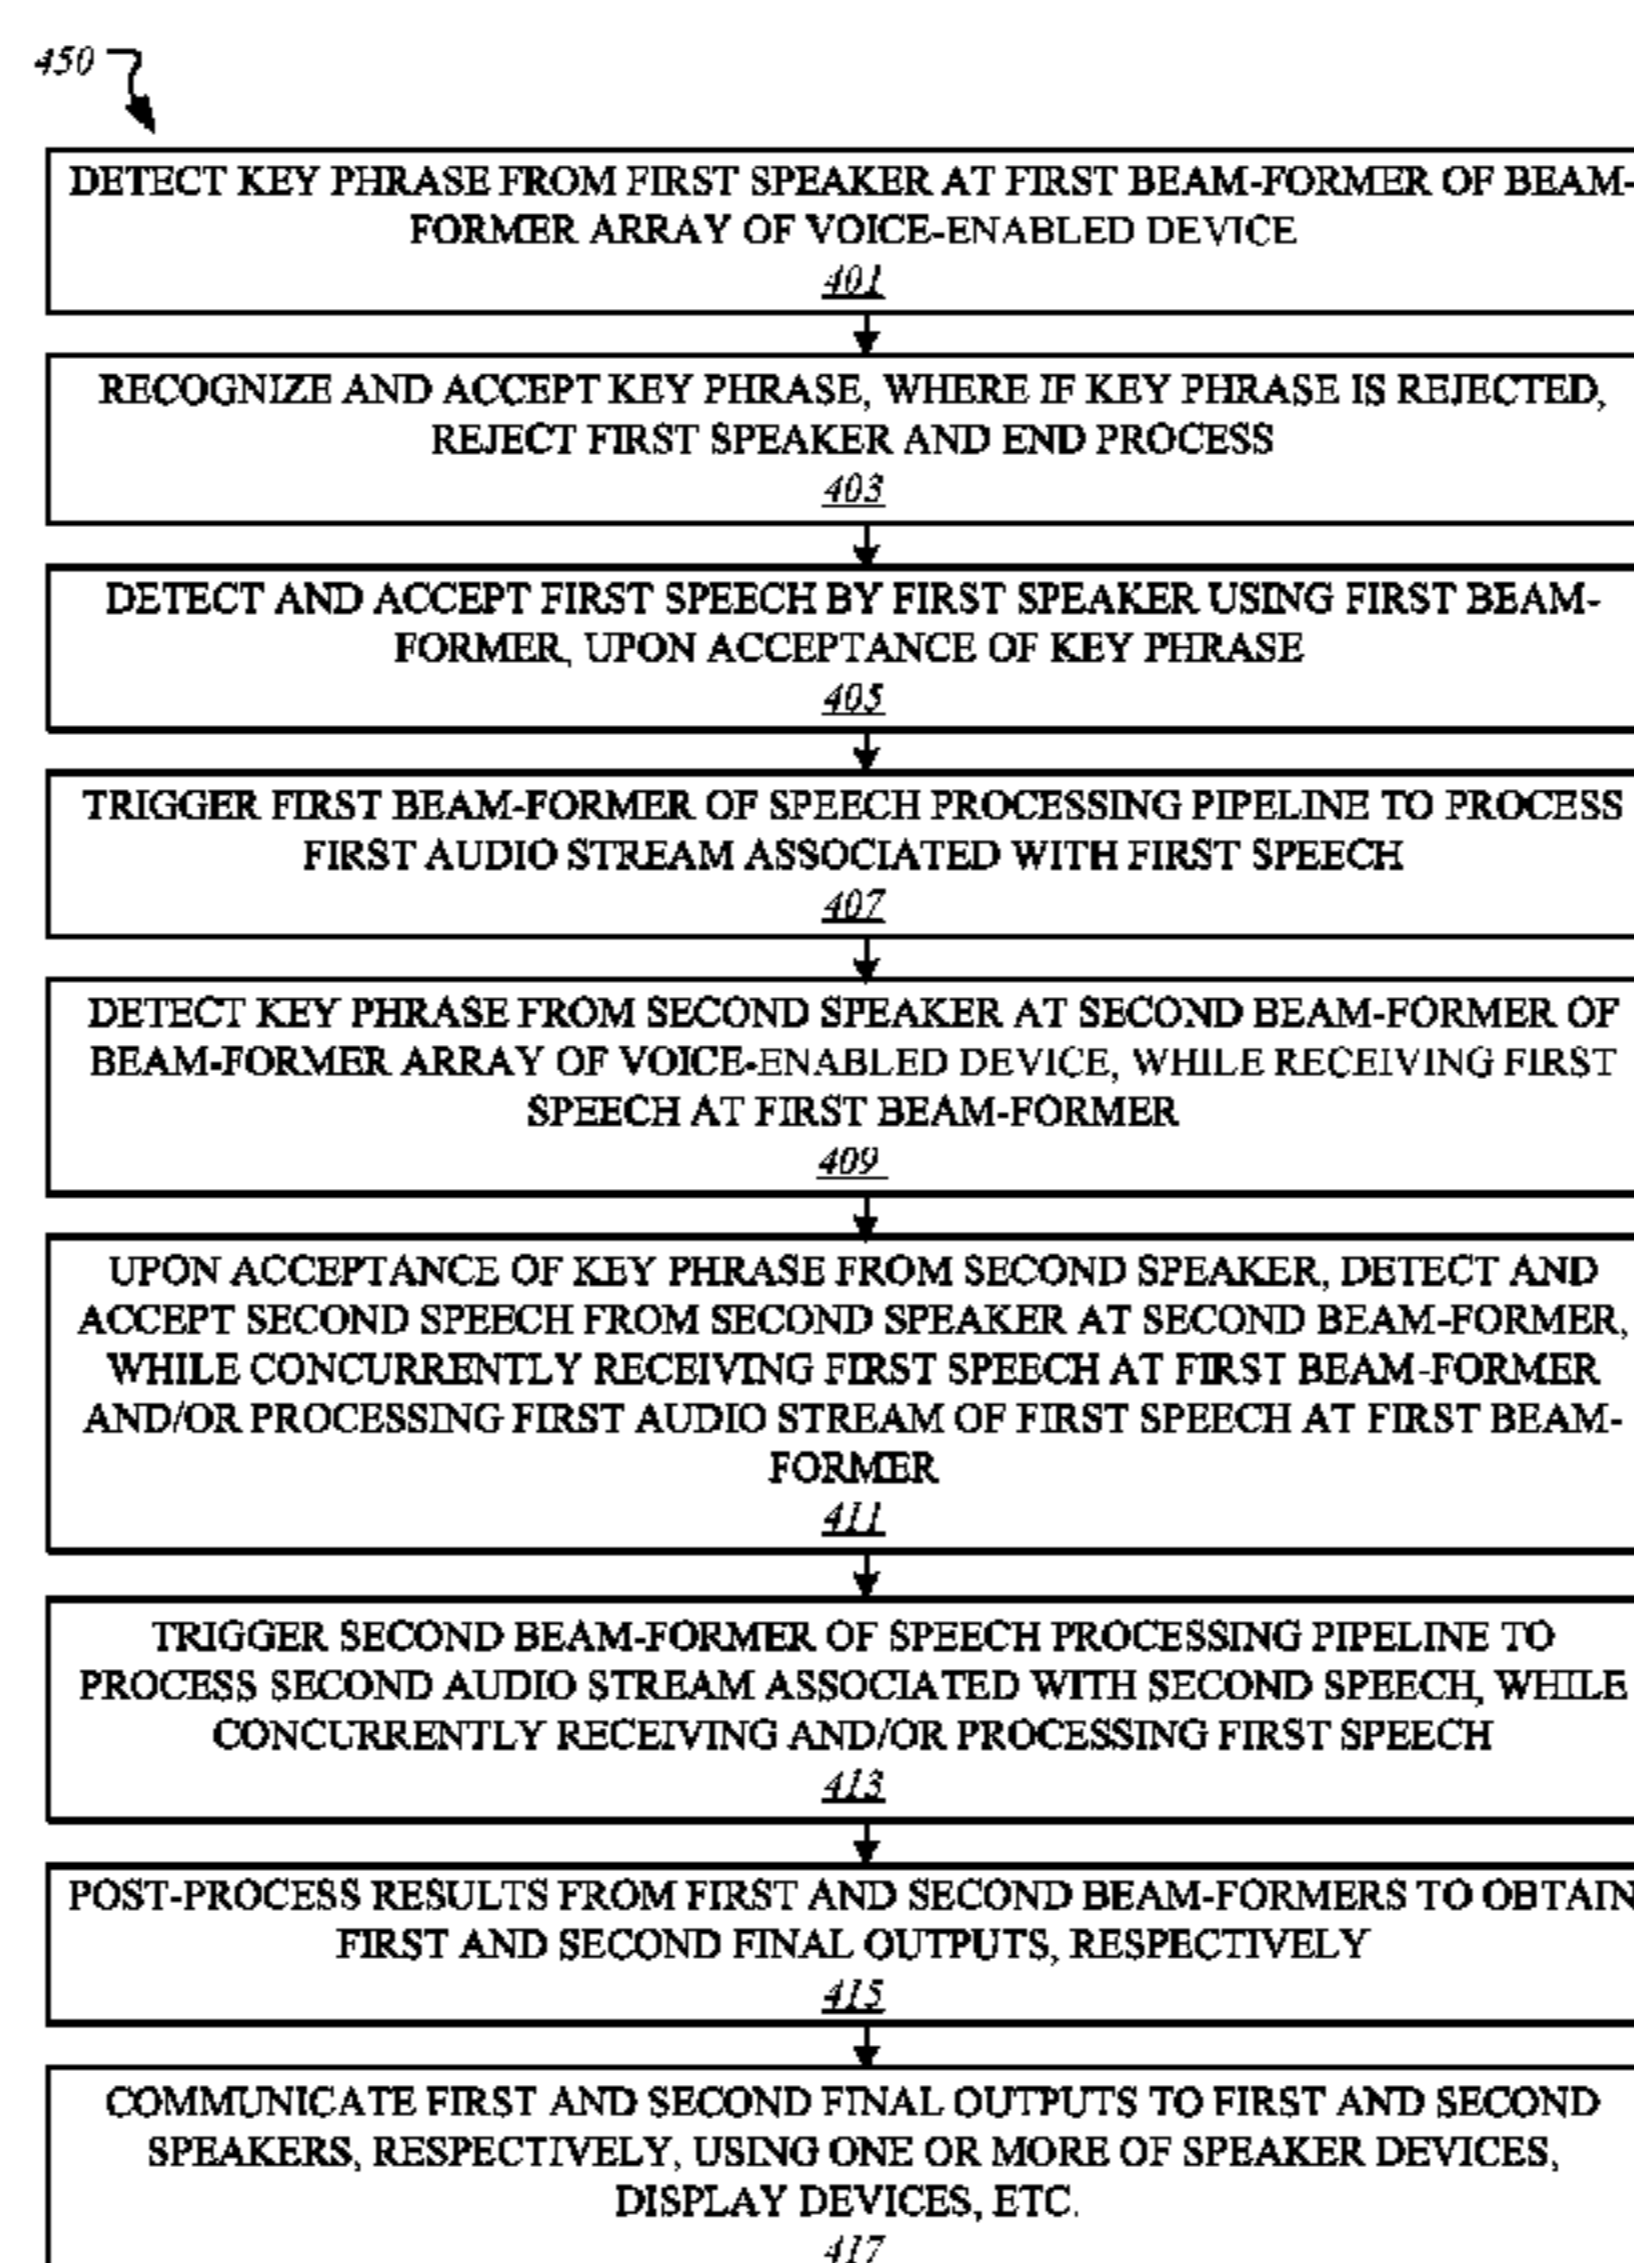 450
DETECT KEY PHRASE FROM FIRST SPEAKER AT FIRST BEAM-FORMER OF BEAM-
FORMER ARRAY OF VOICE-ENABLED DEVICE
401
RECOGNIZE AND ACCEPT KEY PHRASE, WHERE IF KEY PHRASE IS REJECTED,
REJECT FIRST SPEAKER AND END PROCESS
403
DETECT AND ACCEPT FIRST SPEECH BY FIRST SPEAKER USING FIRST BEAM-
FORMER, UPON ACCEPTANCE OF KEY PHRASE
405
TRIGGER FIRST BEAM-FORMER OF SPEECH PROCESSING PIPELINE TO PROCESS
FIRST AUDIO STREAM ASSOCIATED WITH FIRST SPEECH
407
DETECT KEY PHRASE FROM SECOND SPEAKER AT SECOND BEAM-FORMER OF
BEAM-FORMER ARRAY OF VOICE-ENABLED DEVICE, WHILE RECEIVING FIRST
SPEECH AT FIRST BEAM-FORMER
409
UPON ACCEPTANCE OF KEY PHRASE FROM SECOND SPEAKER, DETECT AND
ACCEPT SECOND SPEECH FROM SECOND SPEAKER AT SECOND BEAM-FORMER,
WHILE CONCURRENTLY RECEIVING FIRST SPEECH AT FIRST BEAM-FORMER
AND/OR PROCESSING FIRST AUDIO STREAM OF FIRST SPEECH AT FIRST BEAM-
FORMER
411
TRIGGER SECOND BEAM-FORMER OF SPEECH PROCESSING PIPELINE TO
PROCESS SECOND AUDIO STREAM ASSOCIATED WITH SECOND SPEECH, WHILE
CONCURRENTLY RECEIVING AND/OR PROCESSING FIRST SPEECH
413
POST-PROCESS RESULTS FROM FIRST AND SECOND BEAM-FORMERS TO OBTAIN
FIRST AND SECOND FINAL OUTPUTS, RESPECTIVELY
415
COMMUNICATE FIRST AND SECOND FINAL OUTPUTS TO FIRST AND SECOND
SPEAKERS, RESPECTIVELY, USING ONE OR MORE OF SPEAKER DEVICES,
DISPLAY DEVICES, ETC.
417